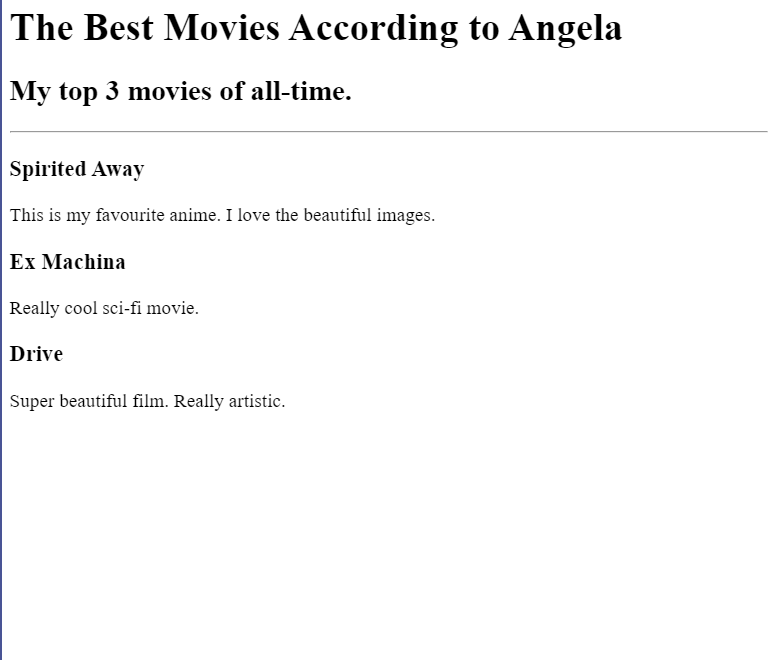 The Best Movies According to Angela
My top 3 movies of all-time.
Spirited Away
This is my favourite anime. I love the beautiful images.
Ex Machina
Really cool sci-fi movie.
Drive
Super beautiful film. Really artistic.